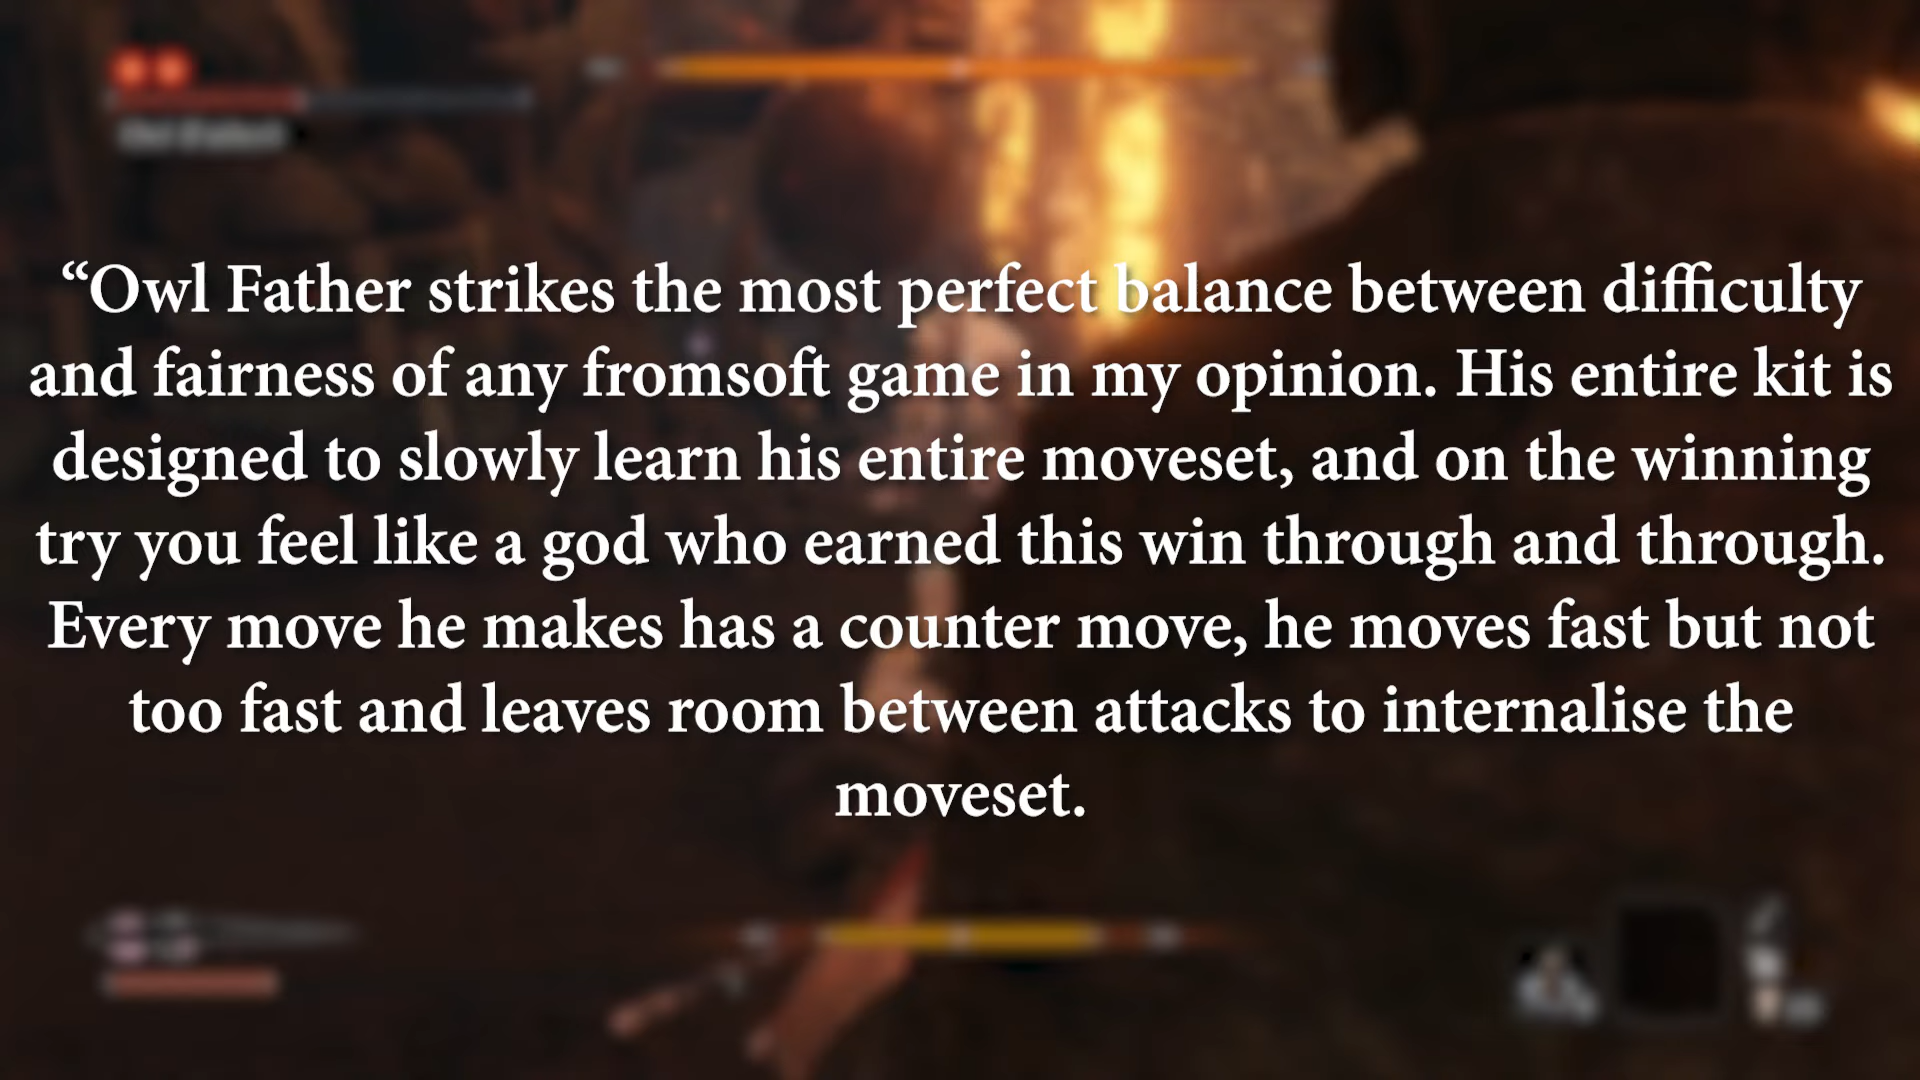 “Owl Father strikes the most perfect balance between difficulty
and fairness of any fromsoft game in my opinion. His entire kit is
designed to slowly learn his entire moveset, and on the winning
try you feel like a god who earned this win through and through.
Every move he makes has a counter move, he moves fast but not
too fast and leaves room between attacks to internalise the
moveset.